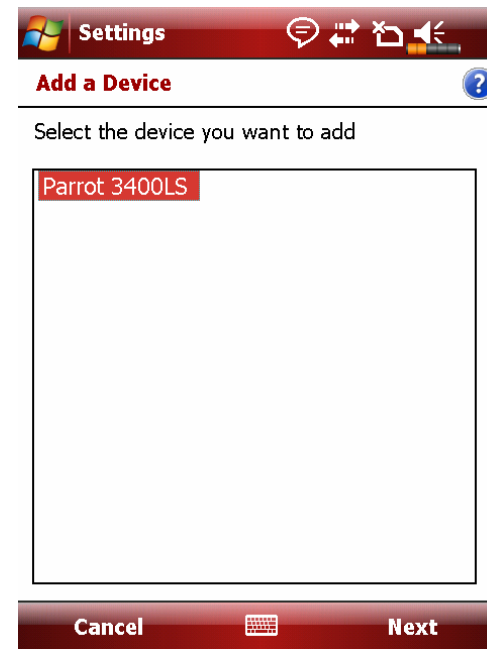 Settings
Add a Device
?
Select the device you want to add
Parrot 3400LS
Cancel Next